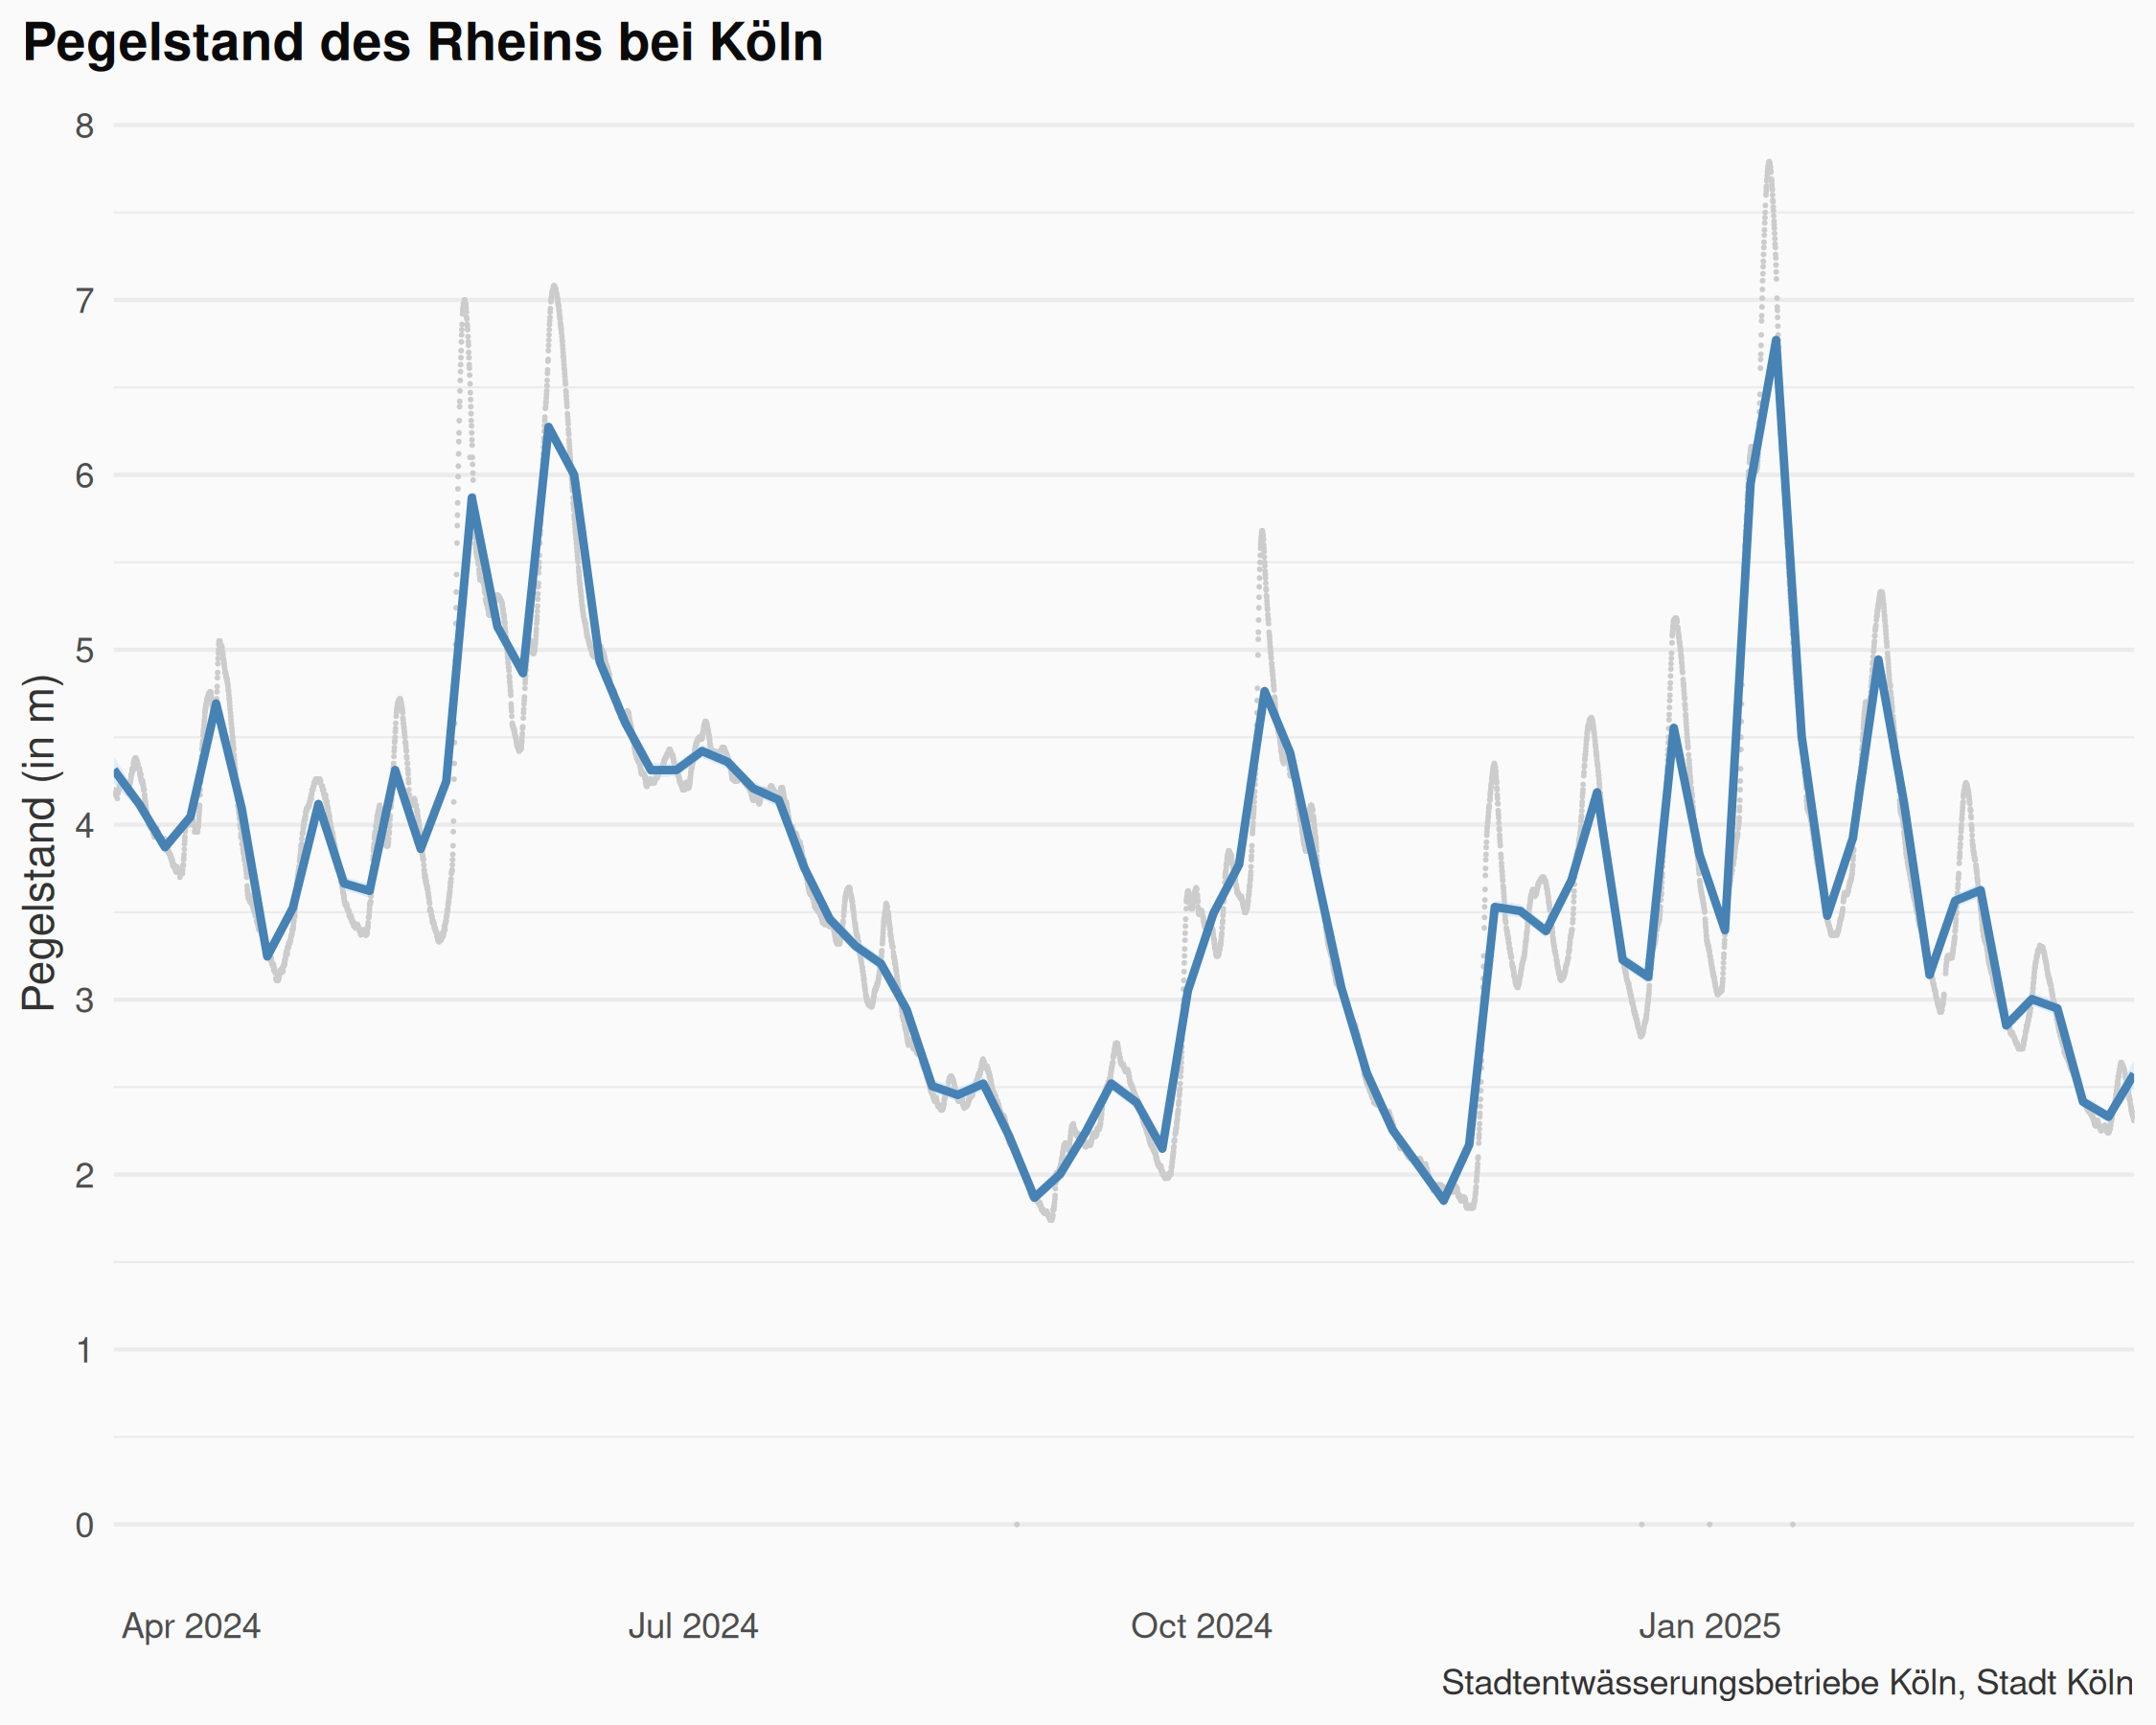 Pegelstand des Rheins bei Köln
8
7
6
5
4
3
2
1
0
Pegelstand (in m)
Apr 2024
Jul 2024
Oct 2024
Jan 2025
Stadtentwässerungsbetriebe Köln, Stadt Köln